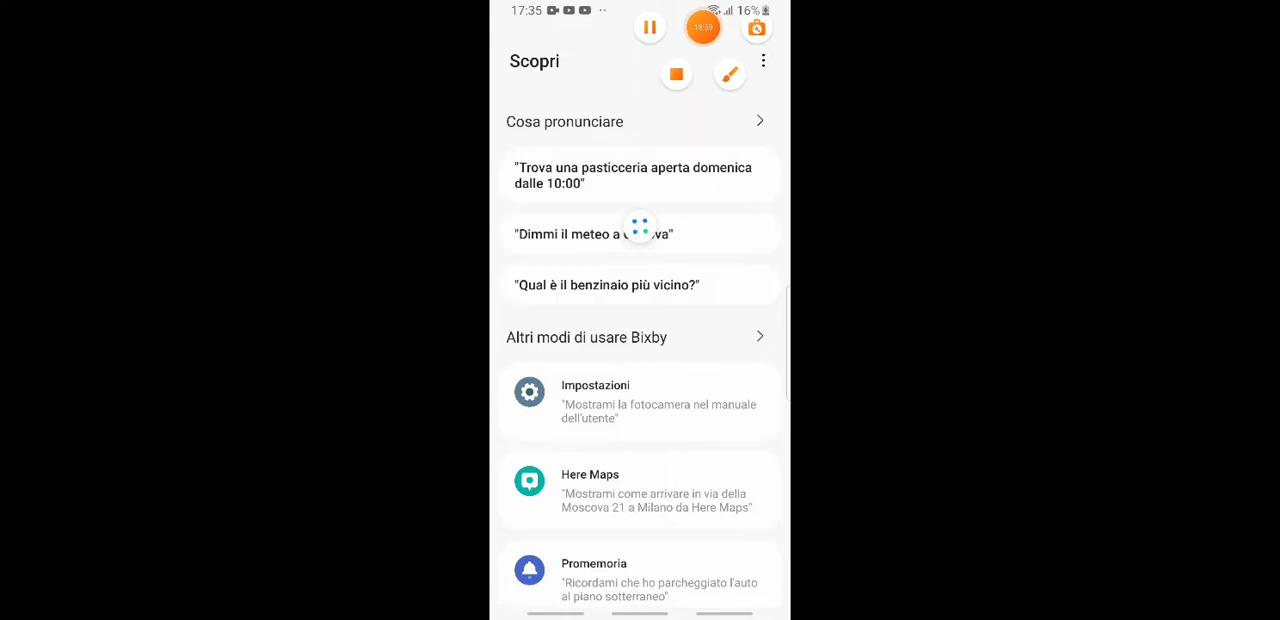 17:35 16%
18:59
Scopri
Cosa pronunciare
"Trova una pasticceria aperta domenica
dalle 10:00"
"Dimmi il meteo a
"Qual è il benzinaio più vicino?"
Altri modi di usare Bixby
Impostazioni
"Mostrami la fotocamera nel manuale
dell'utente"
Here Maps
"Mostrami come arrivare in via della
Moscova 21 a Milano da Here Maps"
Promemoria
"Ricordami che ho parcheggiato l'auto
al piano sotterraneo"